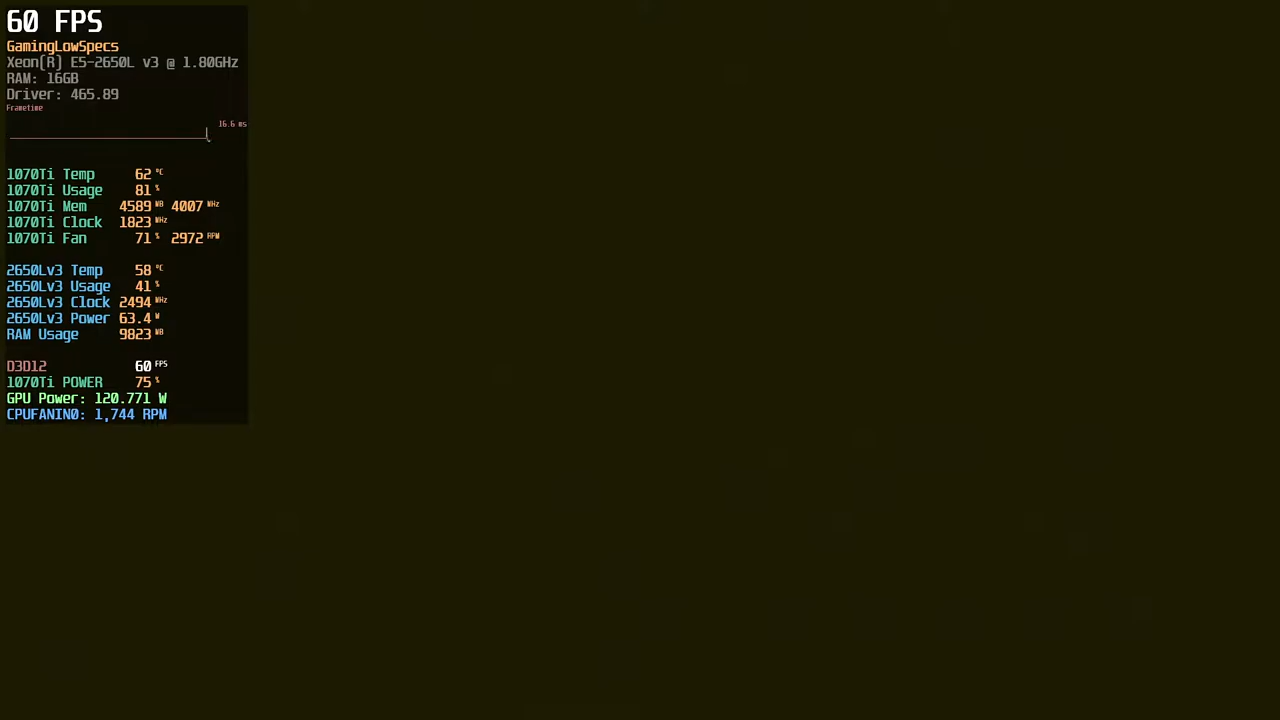 60 FPS
GamingLowSpecs
Xeon(R) E5-2650L v3 @ 1.80GHz
RAM: 16GB
Driver: 465.89
Frametime
16.6 ms
1070Ti Temp 62 °C
1070Ti Usage 81 %
1070Ti Mem 4589 MB 4007 MHz
1070Ti Clock 1823 MHz
1070Ti Fan 71 % 2972 RPM
2650Lv3 Temp 58 °C
2650Lv3 Usage 41 %
2650Lv3 Clock 2494 MHz
2650Lv3 Power 63.4 W
RAM Usage 9823 MB
D3D12 60 FPS
1070Ti POWER 75 %
GPU Power: 120.771 W
CPUFANIN0: 1,744 RPM